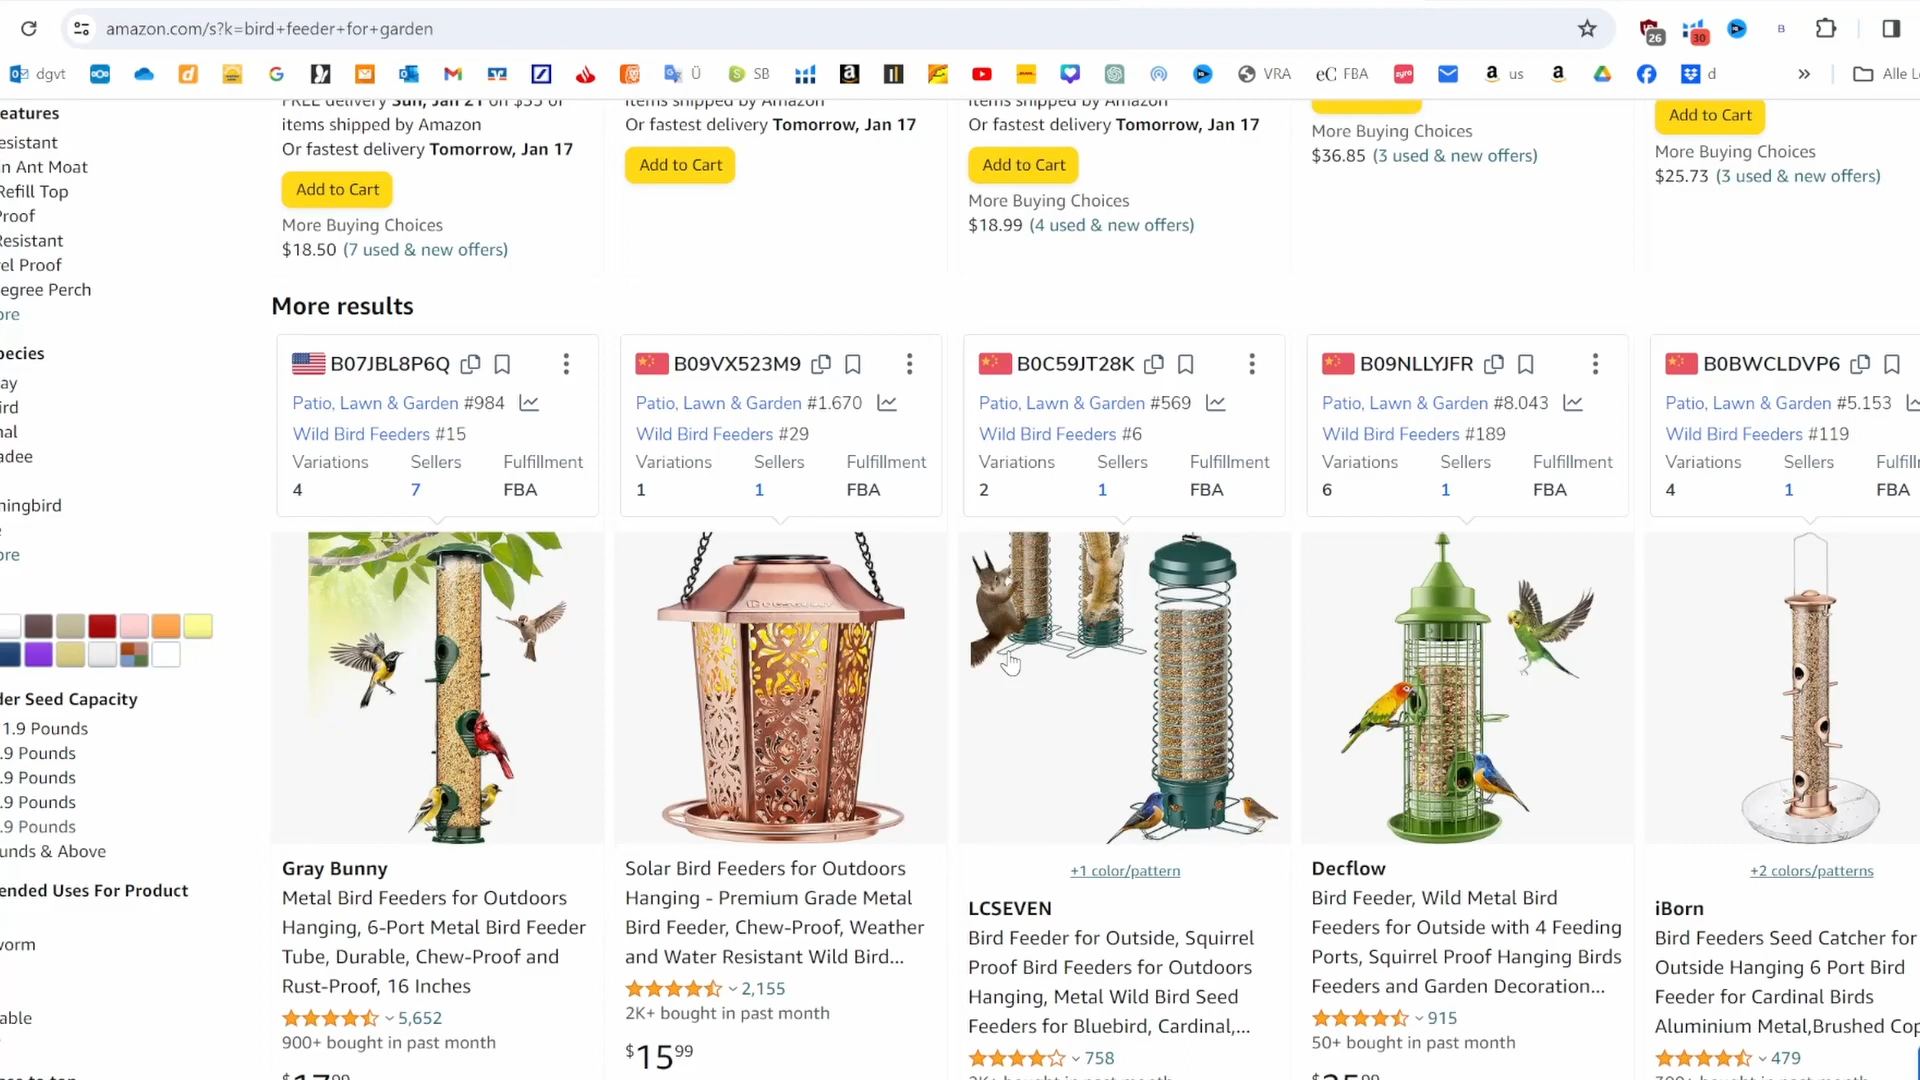 amazon.com/s?k=bird+feeder+for+garden
26
30
B
dgvt
Ü
SB
VRA
eC FBA
zyro
us
d
Alle
eatures
esistant
n Ant Moat
Refill Top
Proof
Resistant
el Proof
egree Perch
ore
pecies
ay
ird
nal
adee
ningbird
ore
der Seed Capacity
1.9 Pounds
.9 Pounds
.9 Pounds
.9 Pounds
.9 Pounds
unds & Above
ended Uses For Product
worm
able
FREE delivery Sun, Jan 21 on $35 of
items shipped by Amazon
Or fastest delivery Tomorrow, Jan 17
Add to Cart
More Buying Choices
$18.50 (7 used & new offers)
items shipped by Amazon
Or fastest delivery Tomorrow, Jan 17
Add to Cart
items shipped by Amazon
Or fastest delivery Tomorrow, Jan 17
Add to Cart
More Buying Choices
$18.99 (4 used & new offers)
More Buying Choices
$36.85 (3 used & new offers)
Add to Cart
More Buying Choices
$25.73 (3 used & new offers)
More results
B07JBL8P6Q
Patio, Lawn & Garden #984
Wild Bird Feeders #15
Variations Sellers Fulfillment
4 7 FBA
Gray Bunny
Metal Bird Feeders for Outdoors
Hanging, 6-Port Metal Bird Feeder
Tube, Durable, Chew-Proof and
Rust-Proof, 16 Inches
5,652
900+ bought in past month
$17.99
B09VX523M9
Patio, Lawn & Garden #1.670
Wild Bird Feeders #29
Variations Sellers Fulfillment
1 1 FBA
Solar Bird Feeders for Outdoors
Hanging - Premium Grade Metal
Bird Feeder, Chew-Proof, Weather
and Water Resistant Wild Bird...
2,155
2K+ bought in past month
$15 99
B0C59JT28K
Patio, Lawn & Garden #569
Wild Bird Feeders #6
Variations Sellers Fulfillment
2 1 FBA
+1 color/pattern
LCSEVEN
Bird Feeder for Outside, Squirrel
Proof Bird Feeders for Outdoors
Hanging, Metal Wild Bird Seed
Feeders for Bluebird, Cardinal,...
758
2K+ bought in past month
B09NLLYJFR
Patio, Lawn & Garden #8.043
Wild Bird Feeders #189
Variations Sellers Fulfillment
6 1 FBA
Decflow
Bird Feeder, Wild Metal Bird
Feeders for Outside with 4 Feeding
Ports, Squirrel Proof Hanging Birds
Feeders and Garden Decoration...
915
50+ bought in past month
B0BWCLDVP6
Patio, Lawn & Garden #5.153
Wild Bird Feeders #119
Variations Sellers Fulfill
4 1 FBA
+2 colors/patterns
iBorn
Bird Feeders Seed Catcher for
Outside Hanging 6 Port Bird
Feeder for Cardinal Birds
Aluminium Metal,Brushed Cop
479